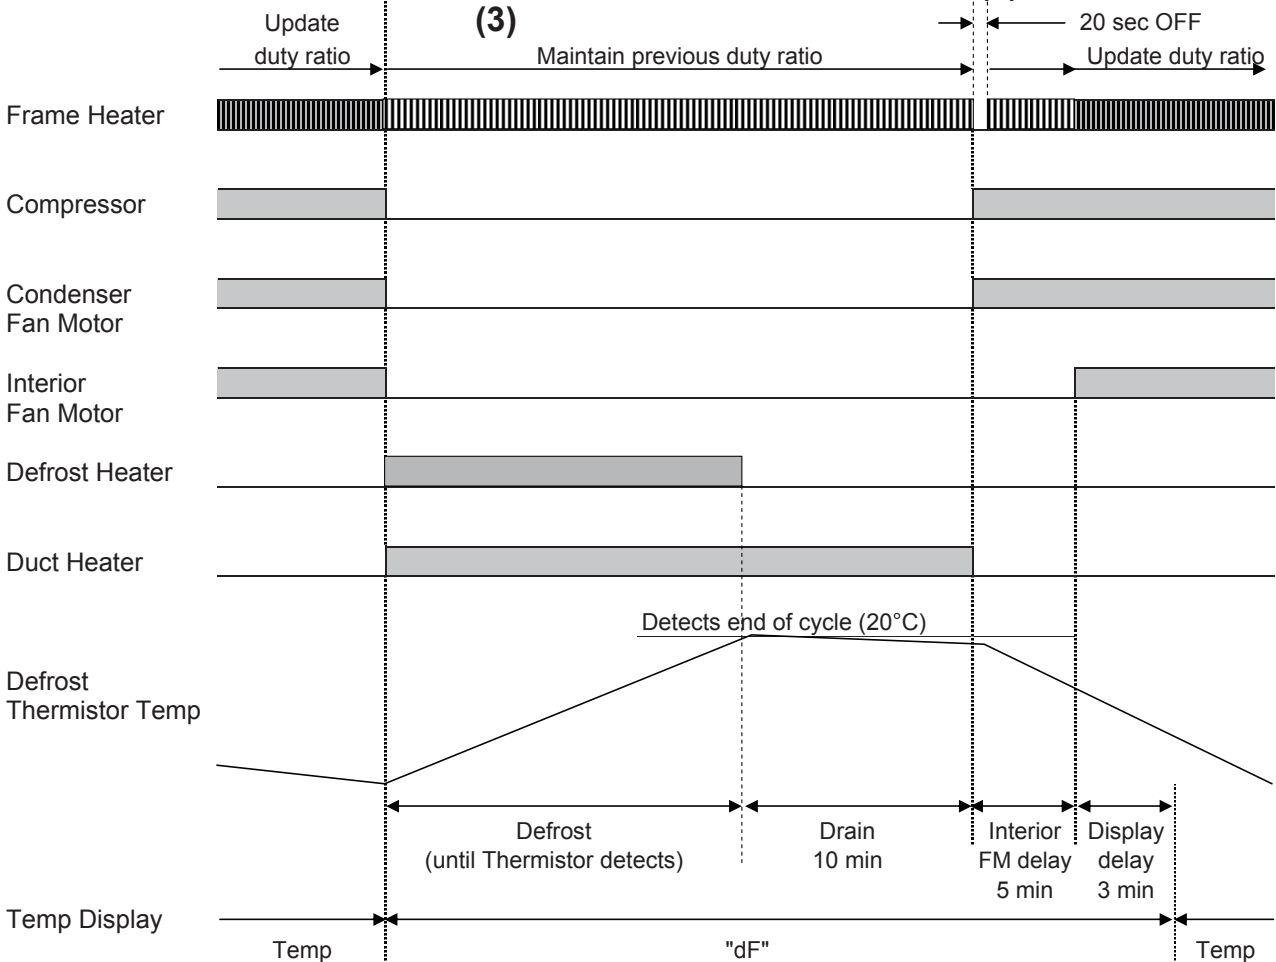 (3)
20 sec OFF
Update
duty ratio
Maintain previous duty ratio
Update duty ratio
Frame Heater
Compressor
Condenser
Fan Motor
Interior
Fan Motor
Defrost Heater
Duct Heater
Detects end of cycle (20°C)
Defrost
Thermistor Temp
Defrost
(until Thermistor detects)
Drain
10 min
Interior
FM delay
5 min
Display
delay
3 min
Temp Display
Temp
"dF"
Temp